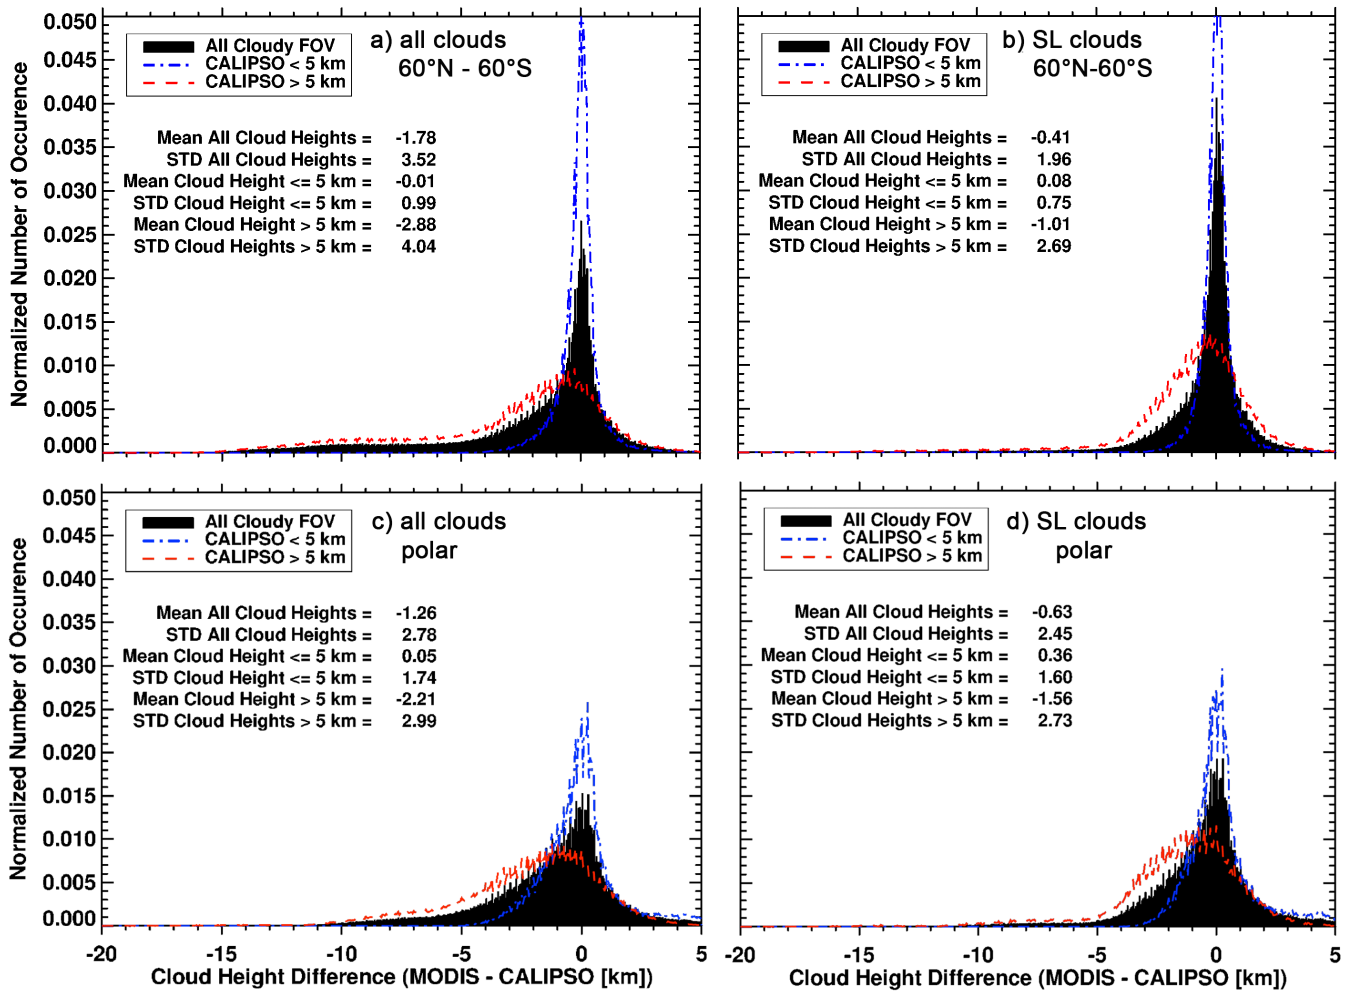 a) all clouds
60°N - 60°S
All Cloudy FOV
CALIPSO < 5 km
CALIPSO > 5 km
Mean All Cloud Heights = -1.78
STD All Cloud Heights = 3.52
Mean Cloud Height <= 5 km = -0.01
STD Cloud Height <= 5 km = 0.99
Mean Cloud Height > 5 km = -2.88
STD Cloud Heights > 5 km = 4.04
Normalized Number of Occurence
0.050
0.045
0.040
0.035
0.030
0.025
0.020
0.015
0.010
0.005
0.000
-20 -15 -10 -5 0 5
b) SL clouds
60°N-60°S
All Cloudy FOV
CALIPSO < 5 km
CALIPSO > 5 km
Mean All Cloud Heights = -0.41
STD All Cloud Heights = 1.96
Mean Cloud Height <= 5 km = 0.08
STD Cloud Height <= 5 km = 0.75
Mean Cloud Height > 5 km = -1.01
STD Cloud Heights > 5 km = 2.69
-20 -15 -10 -5 0 5
c) all clouds
polar
All Cloudy FOV
CALIPSO < 5 km
CALIPSO > 5 km
Mean All Cloud Heights = -1.26
STD All Cloud Heights = 2.78
Mean Cloud Height <= 5 km = 0.05
STD Cloud Height <= 5 km = 1.74
Mean Cloud Height > 5 km = -2.21
STD Cloud Heights > 5 km = 2.99
Normalized Number of Occurence
0.050
0.045
0.040
0.035
0.030
0.025
0.020
0.015
0.010
0.005
0.000
-20 -15 -10 -5 0 5
Cloud Height Difference (MODIS - CALIPSO [km])
d) SL clouds
polar
All Cloudy FOV
CALIPSO < 5 km
CALIPSO > 5 km
Mean All Cloud Heights = -0.63
STD All Cloud Heights = 2.45
Mean Cloud Height <= 5 km = 0.36
STD Cloud Height <= 5 km = 1.60
Mean Cloud Height > 5 km = -1.56
STD Cloud Heights > 5 km = 2.73
-20 -15 -10 -5 0 5
Cloud Height Difference (MODIS - CALIPSO [km])